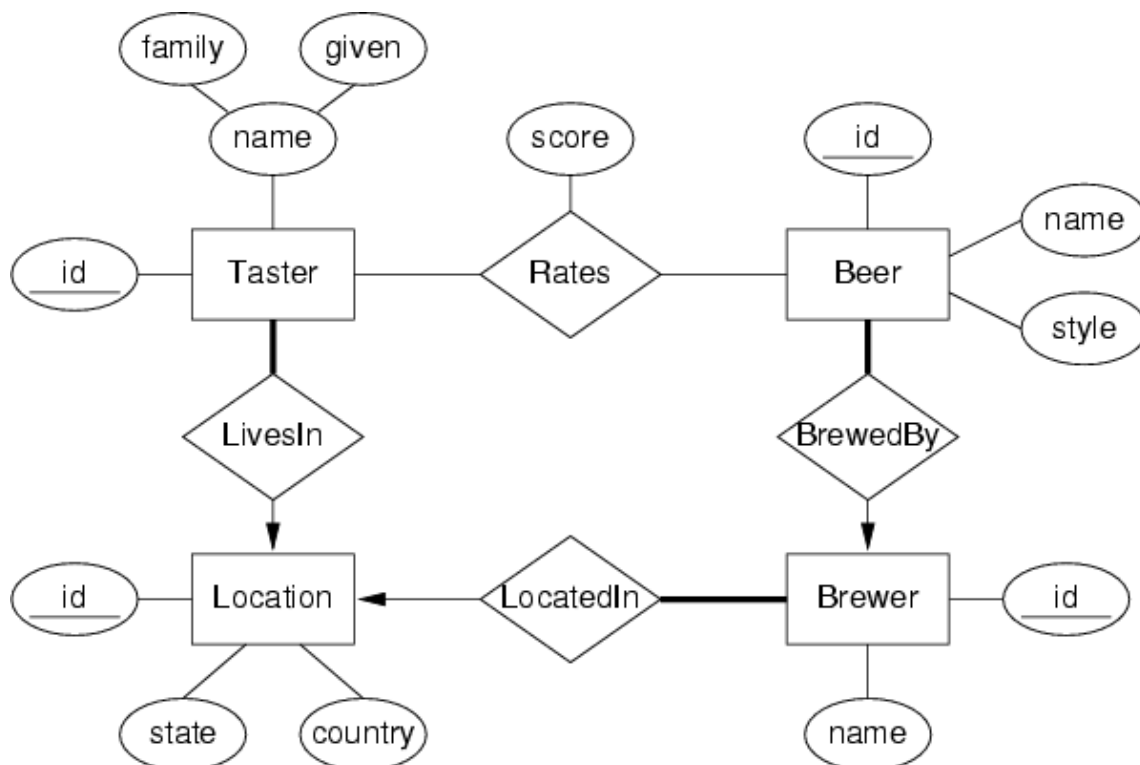 family
given
name
score
id
name
id
Taster
Rates
Beer
style
LivesIn
BrewedBy
id
Location
LocatedIn
Brewer
id
state
country
name